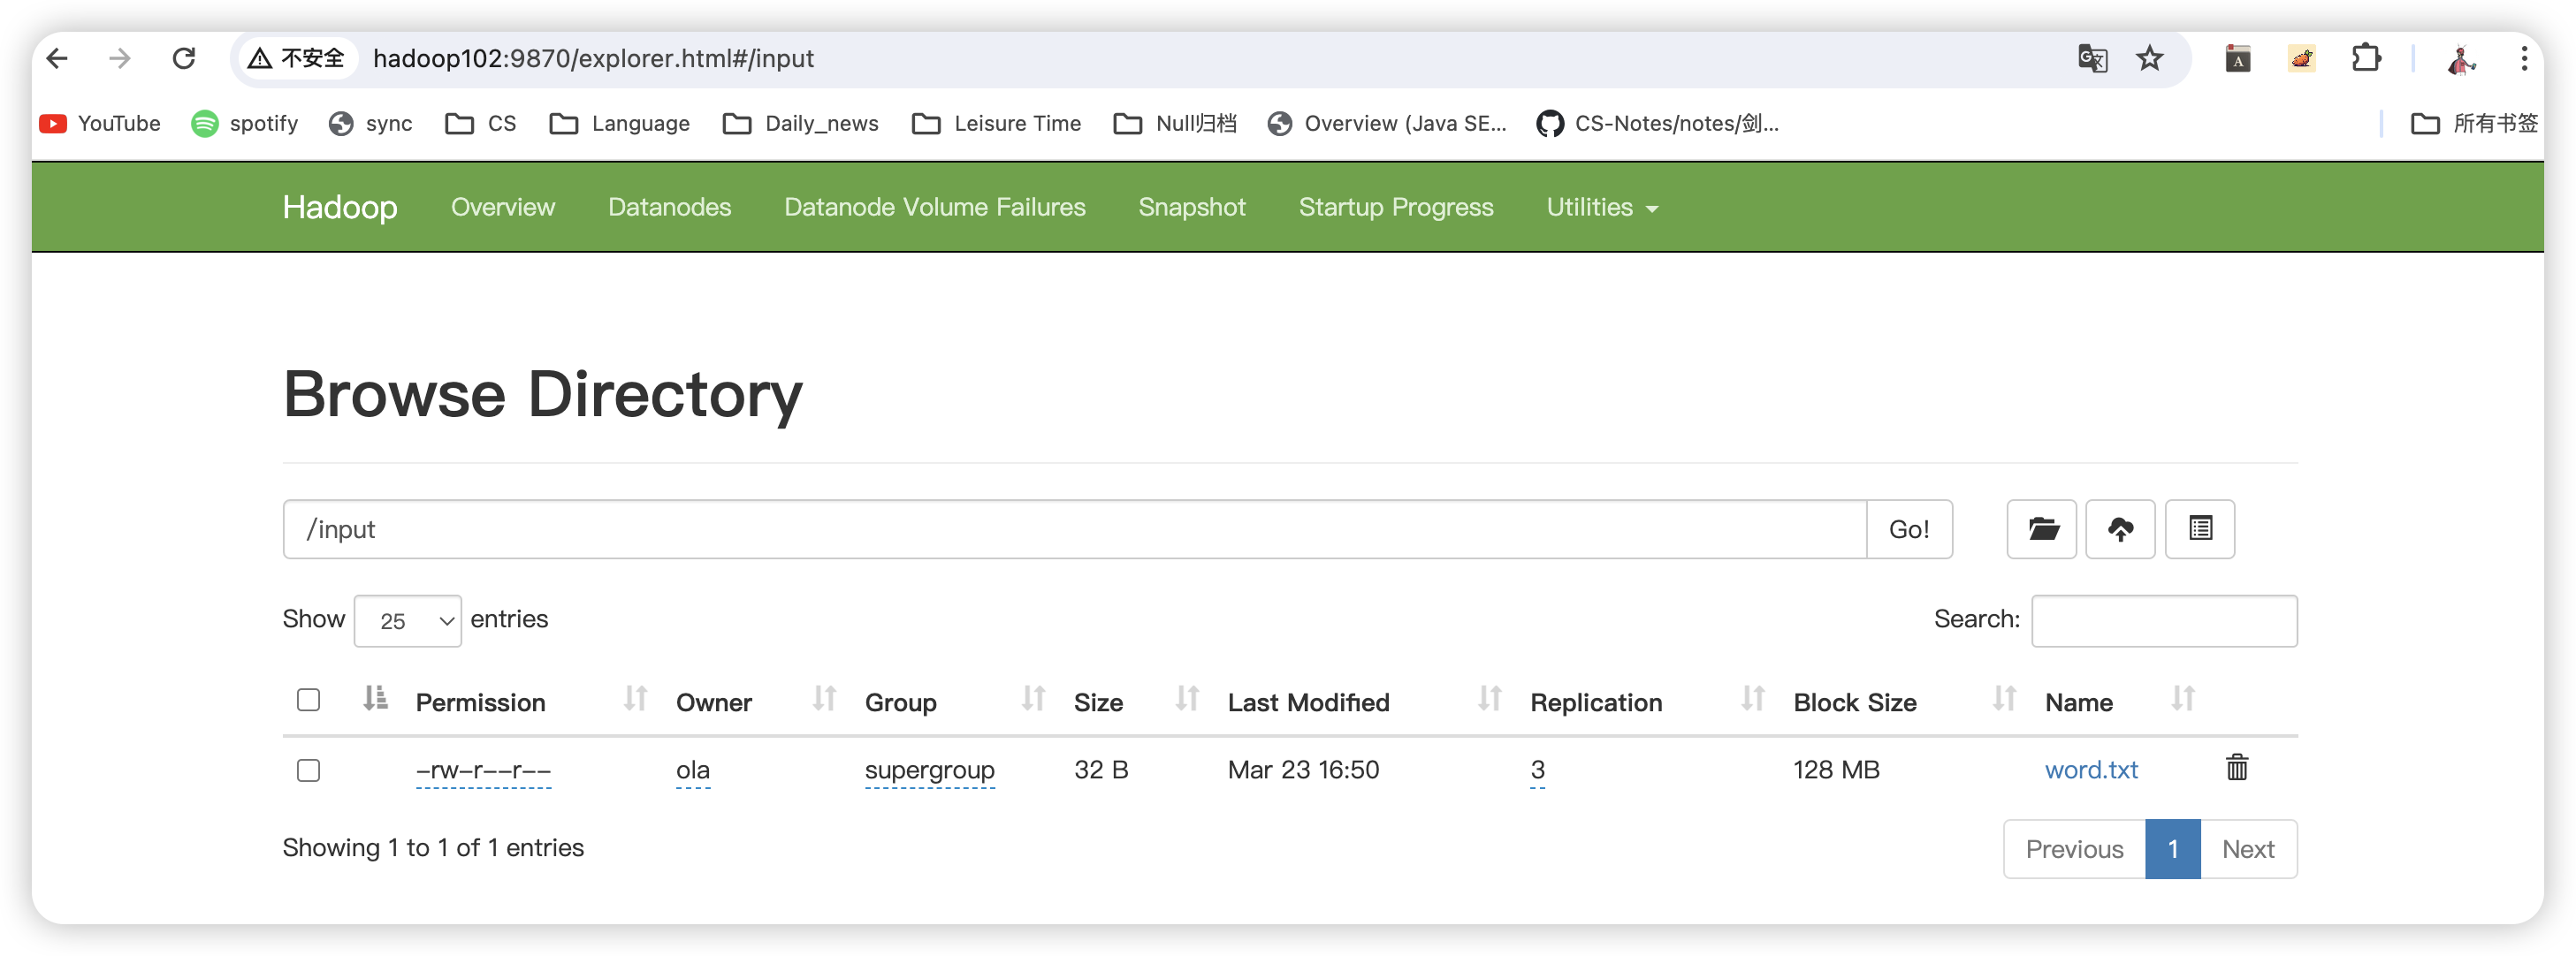 不安全 hadoop102:9870/explorer.html#/input
YouTube spotify sync CS Language Daily_news Leisure Time Null归档 Overview (Java SE... CS-Notes/notes/剑... 所有书签
Hadoop Overview Datanodes Datanode Volume Failures Snapshot Startup Progress Utilities
Browse Directory
/input Go!
Show 25 entries Search:
Permission Owner Group Size Last Modified Replication Block Size Name
-rw-r--r-- ola supergroup 32 B Mar 23 16:50 3 128 MB word.txt
Showing 1 to 1 of 1 entries Previous 1 Next